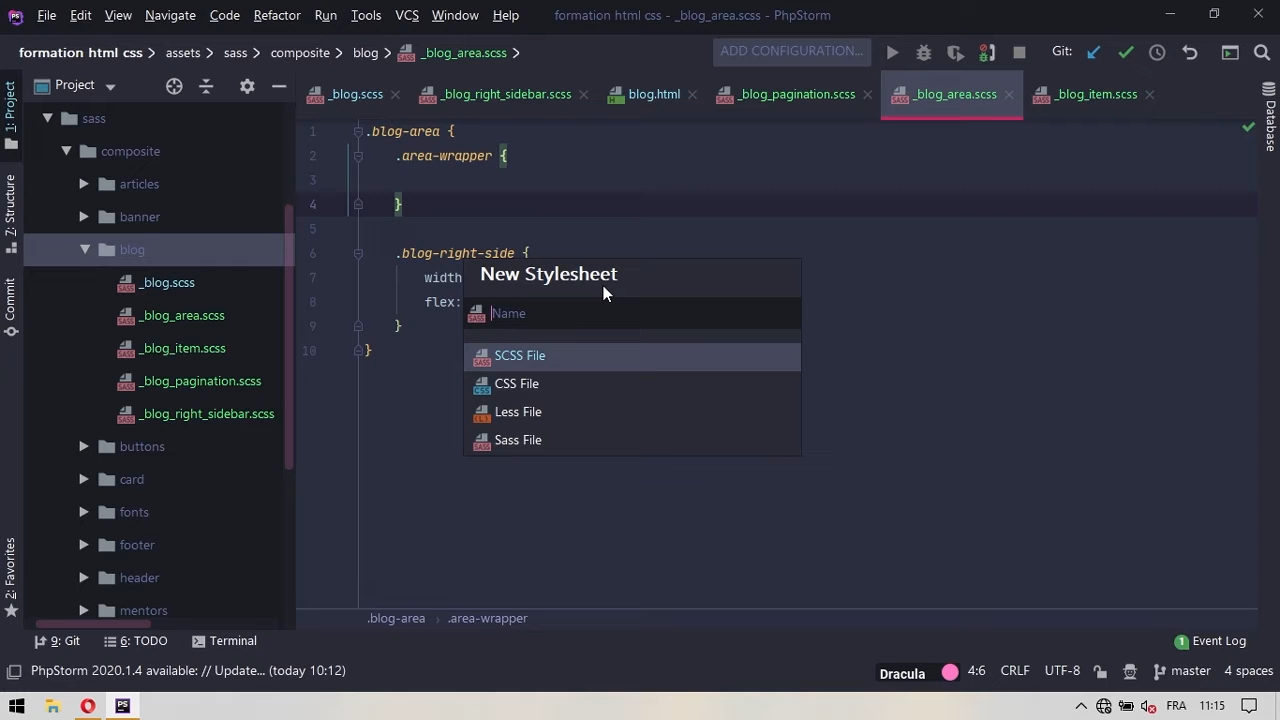 File Edit View Navigate Code Refactor Run Tools VCS Window Help formation html css - _blog_area.scss - PhpStorm
formation html css assets sass composite blog _blog_area.scss ADD CONFIGURATION... Git:
1: Project
Z: Structure
Commit
2: Favorites
Project
_blog.scss _blog_right_sidebar.scss blog.html _blog_pagination.scss _blog_area.scss _blog_item.scss
Database
sass
composite
articles
banner
blog
_blog.scss
_blog_area.scss
_blog_item.scss
_blog_pagination.scss
_blog_right_sidebar.scss
buttons
card
fonts
footer
header
mentors
1 .blog-area {
2 .area-wrapper {
3
4 }
5
6 .blog-right-side {
7 width
8 flex:
9 }
10 }
New Stylesheet
Name
SCSS File
CSS File
Less File
Sass File
.blog-area .area-wrapper
9: Git 6: TODO Terminal 1 Event Log
PhpStorm 2020.1.4 available: // Update... (today 10:12) Dracula 4:6 CRLF UTF-8 master 4 spaces
PS FRA 11:15